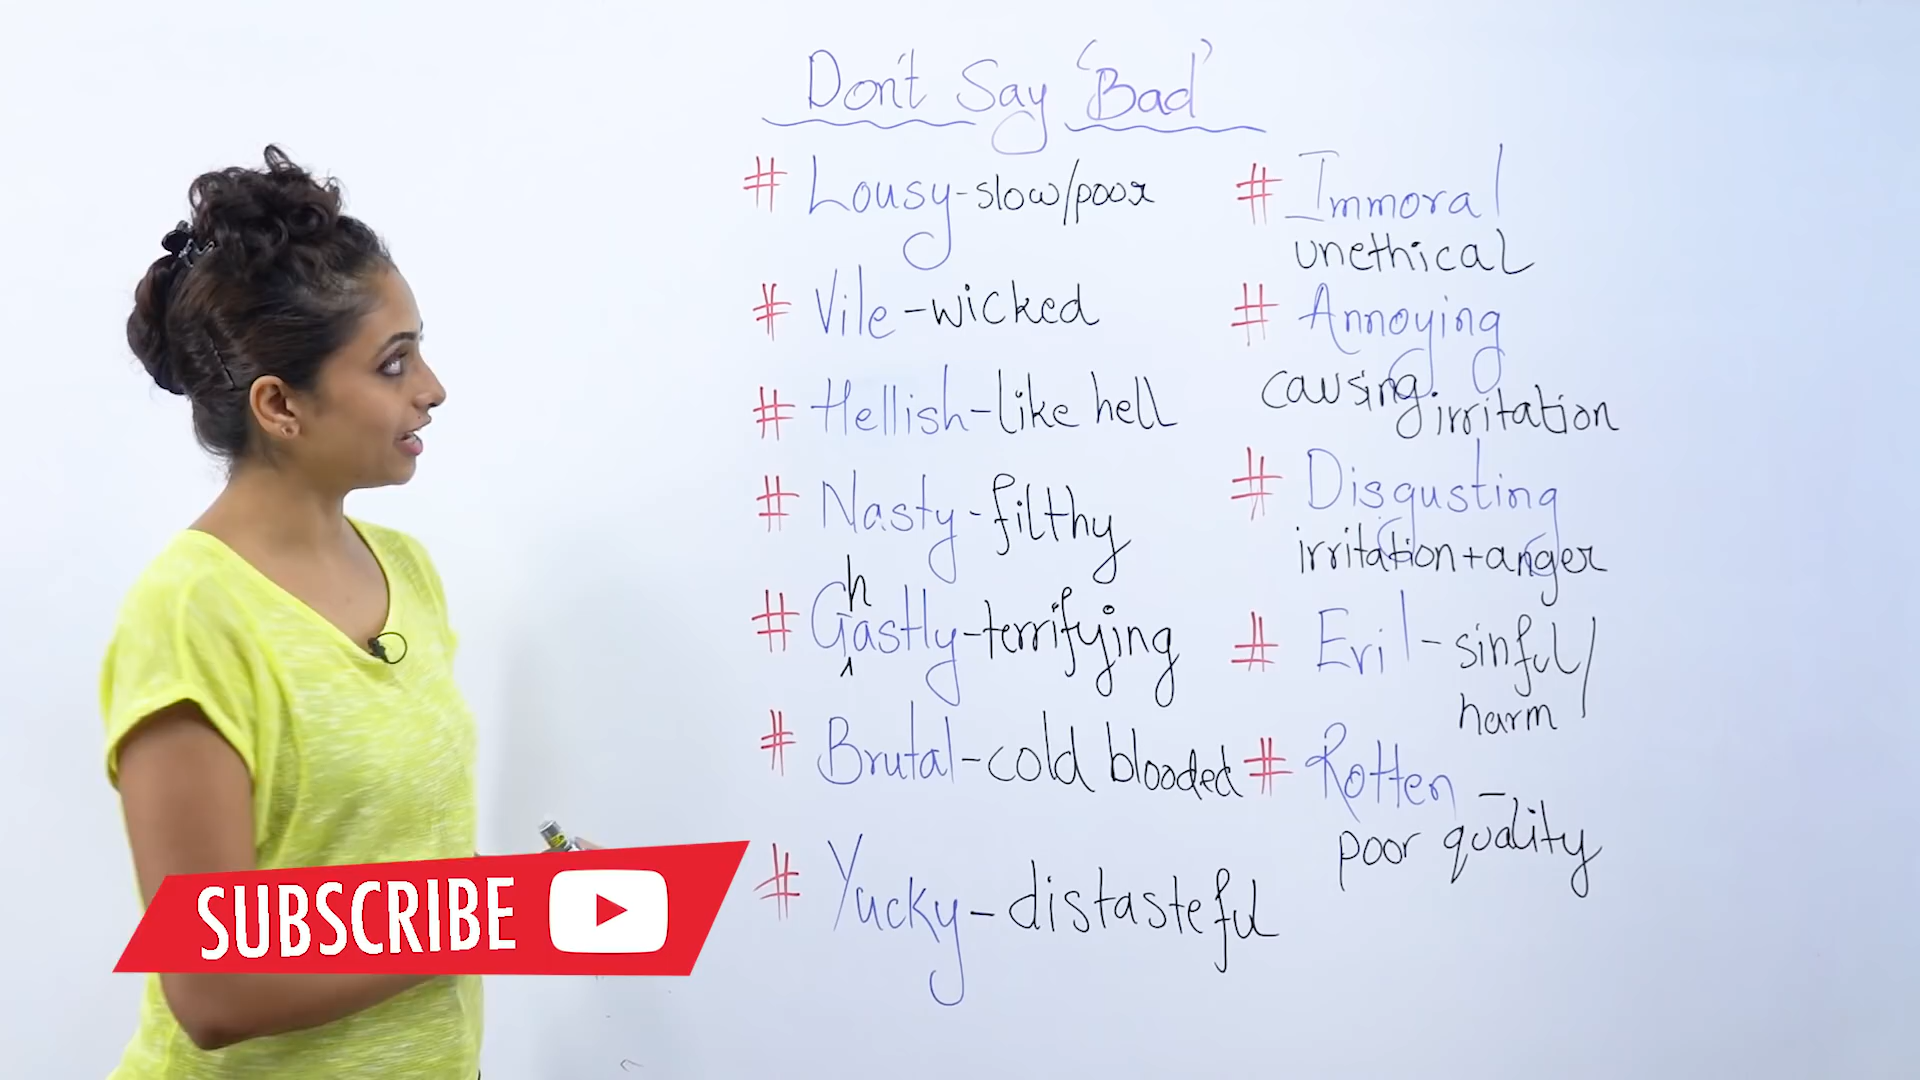 Don't Say 'Bad'
# Lousy - slow/poor
# Vile - wicked
# Hellish - like hell
# Nasty - filthy
# Ghastly - terrifying
# Brutal - cold blooded
# Yucky - distasteful
# Immoral
unethical
# Annoying
causing irritation
# Disgusting
irritation + anger
# Evil - sinful/
harm
# Rotten -
poor quality
SUBSCRIBE